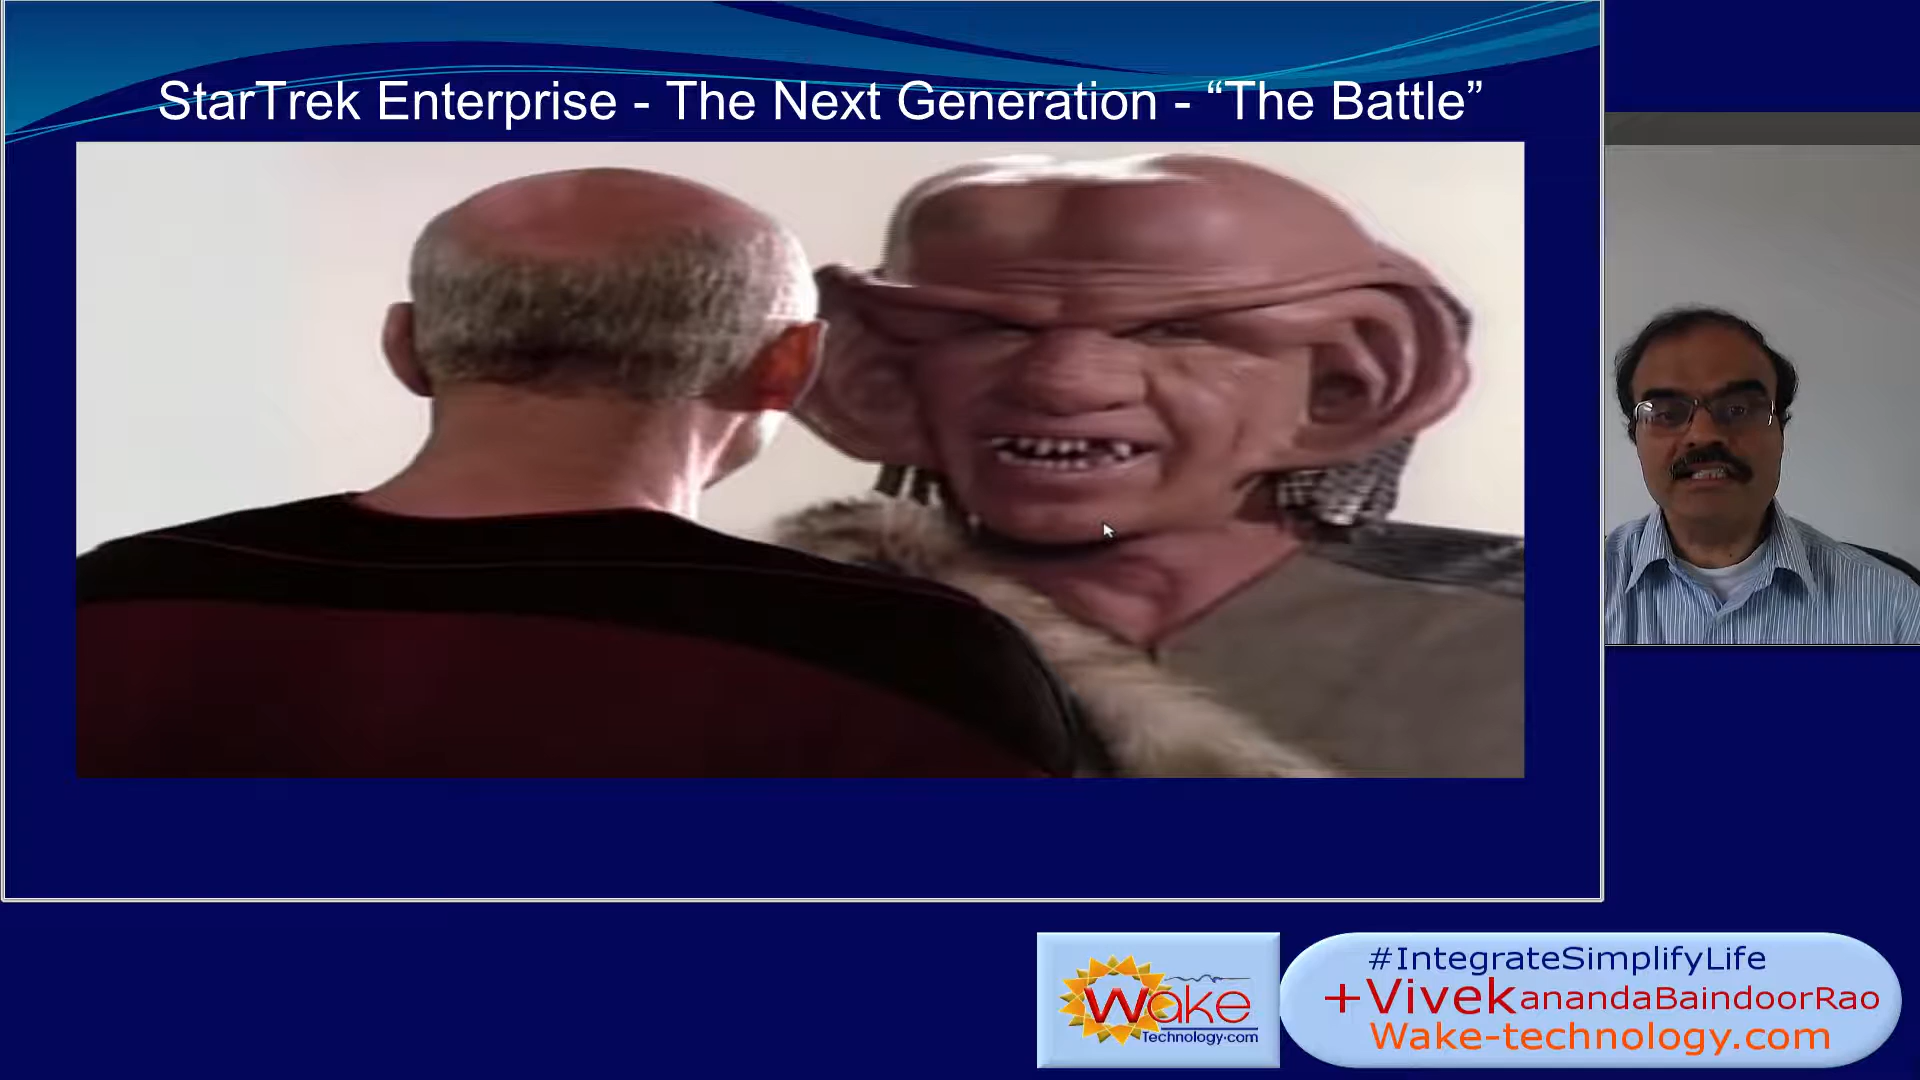 StarTrek Enterprise - The Next Generation - “The Battle”
Wake
Technology.com
#IntegrateSimplifyLife
+VivekanandaBaindoorRao
Wake-technology.com